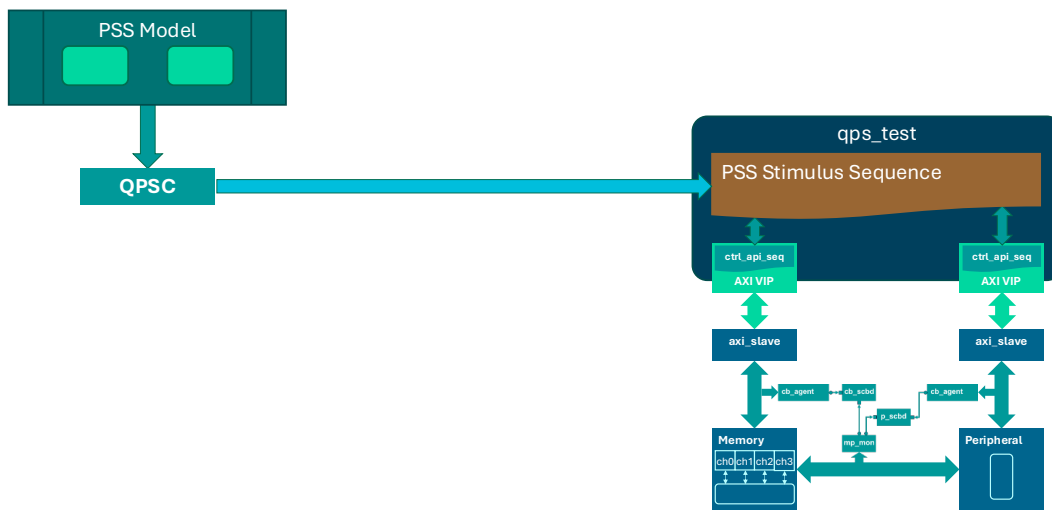 PSS Model
QPSC
qps_test
PSS Stimulus Sequence
ctrl_api_seq
AXI VIP
ctrl_api_seq
AXI VIP
axi_slave
axi_slave
cb_agent
cb_scbd
cb_agent
p_scbd
mp_mon
Memory
ch0 ch1 ch2 ch3
Peripheral